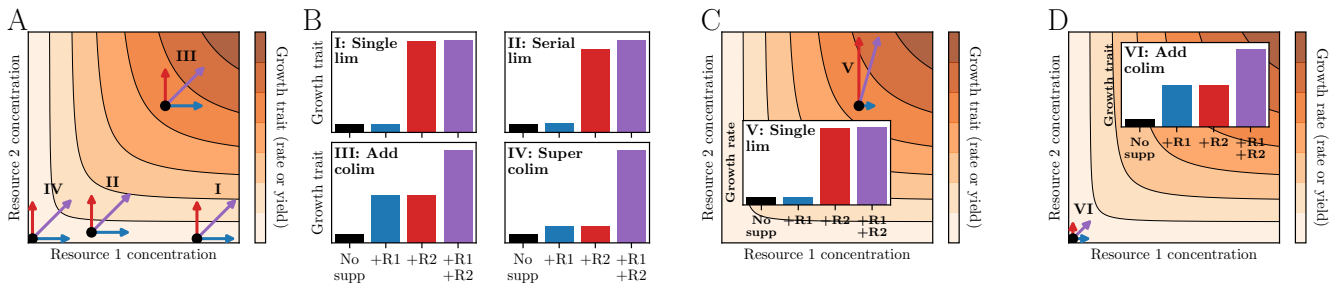 A
III
IV
II
I
Resource 2 concentration
Resource 1 concentration
Growth trait (rate or yield)
B
I: Single
lim
Growth trait
II: Serial
lim
Growth trait
III: Add
colim
Growth trait
No
supp
+R1
+R2
+R1
+R2
IV: Super
colim
Growth trait
No
supp
+R1
+R2
+R1
+R2
C
V
Resource 2 concentration
Resource 1 concentration
V: Single
lim
Growth rate
No
supp
+R1
+R2
+R1
+R2
Growth trait (rate or yield)
D
VI
Resource 2 concentration
Resource 1 concentration
VI: Add
colim
Growth trait
No
supp
+R1
+R2
+R1
+R2
Growth rate (rate or yield)